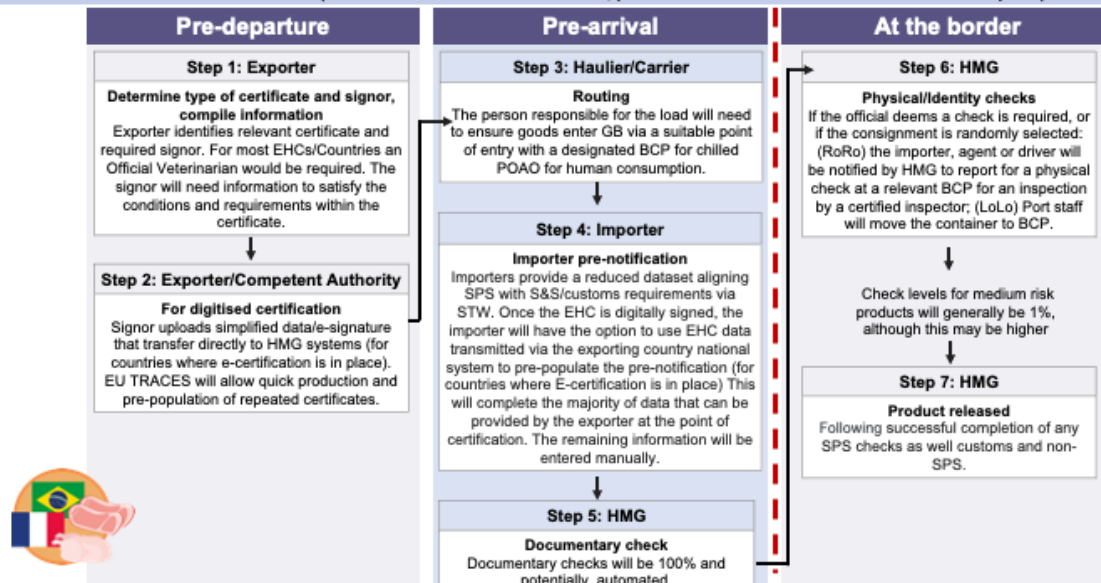 Pre-departure
Step 1: Exporter
Determine type of certificate and signor,
compile information
Exporter identifies relevant certificate and
required signor. For most EHCs/Countries an
Official Veterinarian would be required. The
signor will need information to satisfy the
conditions and requirements within the
certificate.
Step 2: Exporter/Competent Authority
For digitised certification
Signor uploads simplified data/e-signature
that transfer directly to HMG systems (for
countries where e-certification is in place).
EU TRACES will allow quick production and
pre-population of repeated certificates.
Pre-arrival
Step 3: Haulier/Carrier
Routing
The person responsible for the load will need
to ensure goods enter GB via a suitable point
of entry with a designated BCP for chilled
POAO for human consumption.
Step 4: Importer
Importer pre-notification
Importers provide a reduced dataset aligning
SPS with S&S/customs requirements via
STW. Once the EHC is digitally signed, the
importer will have the option to use EHC data
transmitted via the exporting country national
system to pre-populate the pre-notification (for
countries where E-certification is in place) This
will complete the majority of data that can be
provided by the exporter at the point of
certification. The remaining information will be
entered manually.
Step 5: HMG
Documentary check
Documentary checks will be 100% and
potentially, automated
At the border
Step 6: HMG
Physical/Identity checks
If the official deems a check is required, or
if the consignment is randomly selected:
(RoRo) the importer, agent or driver will
be notified by HMG to report for a physical
check at a relevant BCP for an inspection
by a certified inspector; (LoLo) Port staff
will move the container to BCP.
Check levels for medium risk
products will generally be 1%,
although this may be higher
Step 7: HMG
Product released
Following successful completion of any
SPS checks as well customs and non-
SPS.